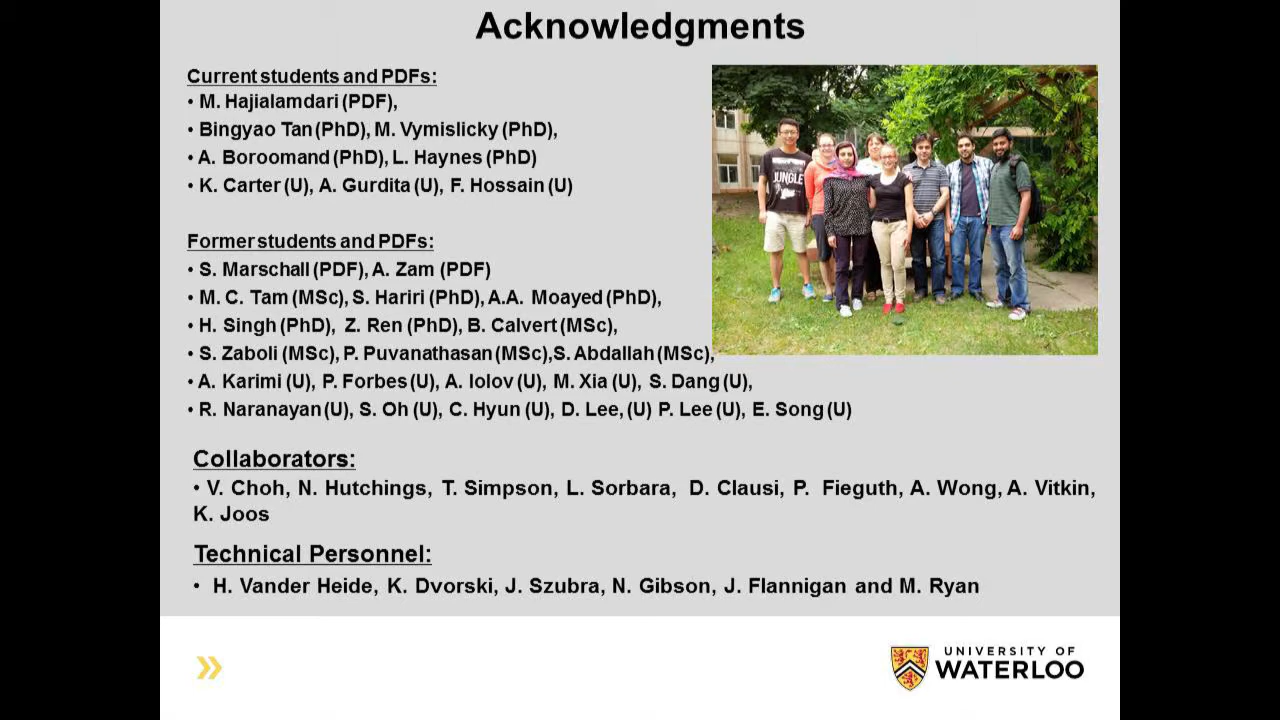 Acknowledgments
Current students and PDFs:
• M. Hajialamdari (PDF),
• Bingyao Tan (PhD), M. Vymislicky (PhD),
• A. Boroomand (PhD), L. Haynes (PhD)
• K. Carter (U), A. Gurdita (U), F. Hossain (U)
JUNGLE
Former students and PDFs:
• S. Marschall (PDF), A. Zam (PDF)
• M. C. Tam (MSc), S. Hariri (PhD), A.A. Moayed (PhD),
• H. Singh (PhD), Z. Ren (PhD), B. Calvert (MSc),
• S. Zaboli (MSc), P. Puvanathasan (MSc),S. Abdallah (MSc),
• A. Karimi (U), P. Forbes (U), A. Iolov (U), M. Xia (U), S. Dang (U),
• R. Naranayan (U), S. Oh (U), C. Hyun (U), D. Lee, (U) P. Lee (U), E. Song (U)
Collaborators:
• V. Choh, N. Hutchings, T. Simpson, L. Sorbara, D. Clausi, P. Fieguth, A. Wong, A. Vitkin,
K. Joos
Technical Personnel:
• H. Vander Heide, K. Dvorski, J. Szubra, N. Gibson, J. Flannigan and M. Ryan
UNIVERSITY OF
WATERLOO